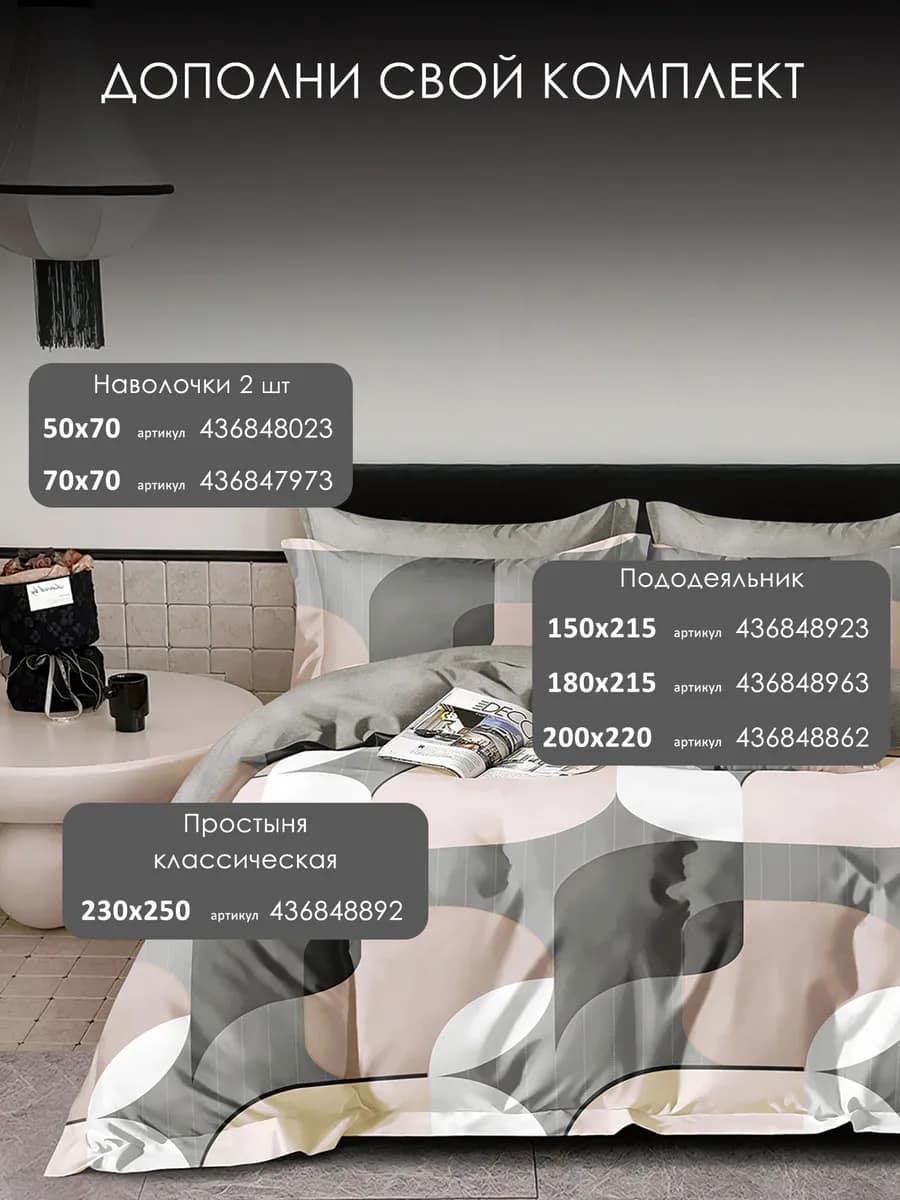 ДОПОЛНИ СВОЙ КОМПЛЕКТ
Наволочки 2 шт
50х70 артикул 436848023
70х70 артикул 436847973
Пододеяльник
150х215 артикул 436848923
180х215 артикул 436848963
200х220 артикул 436848862
DECO
Простыня
классическая
230х250 артикул 436848892